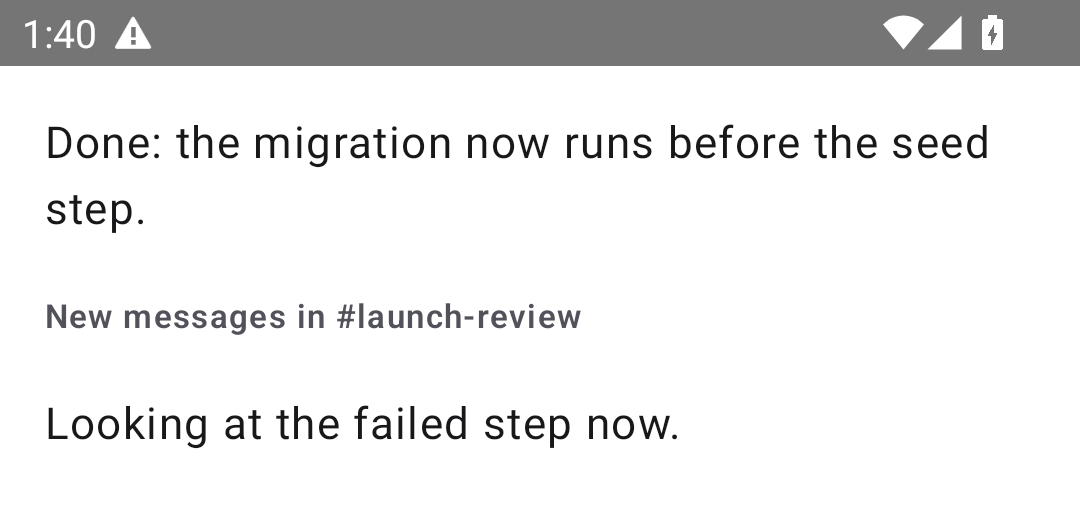 1:40
Done: the migration now runs before the seed
step.
New messages in #launch-review
Looking at the failed step now.